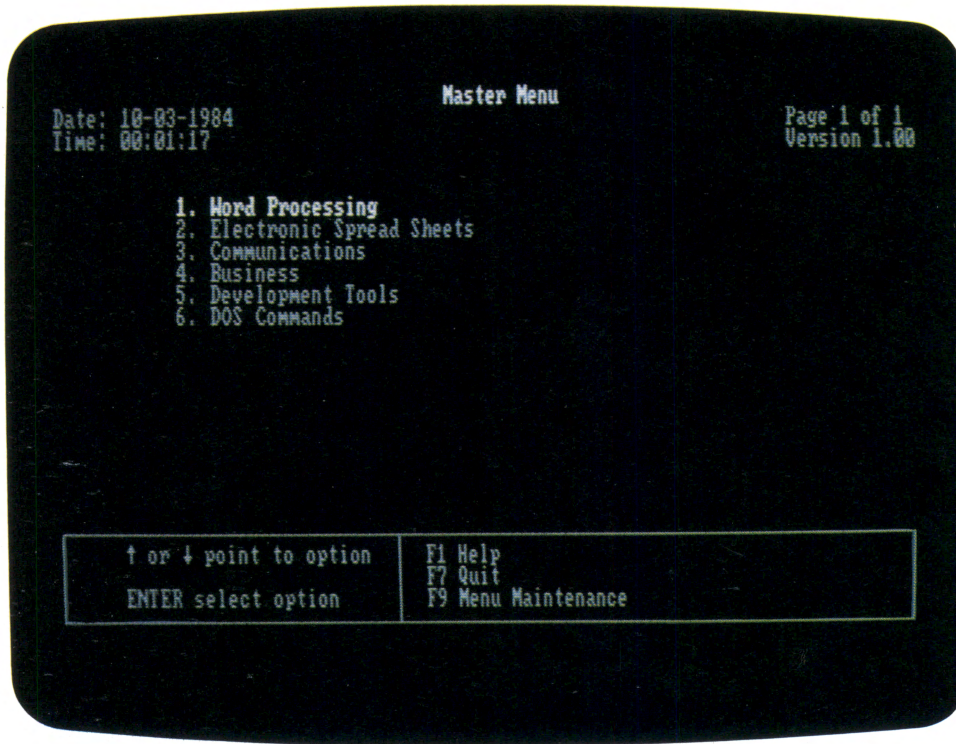 Master Menu
Date: 10-03-1984
Page 1 of 1
Time: 00:01:17
Version 1.00
1. Word Processing
2. Electronic Spread Sheets
3. Communications
4. Business
5. Development Tools
6. DOS Commands
↑ or ↓ point to option
ENTER select option
F1 Help
F7 Quit
F9 Menu Maintenance